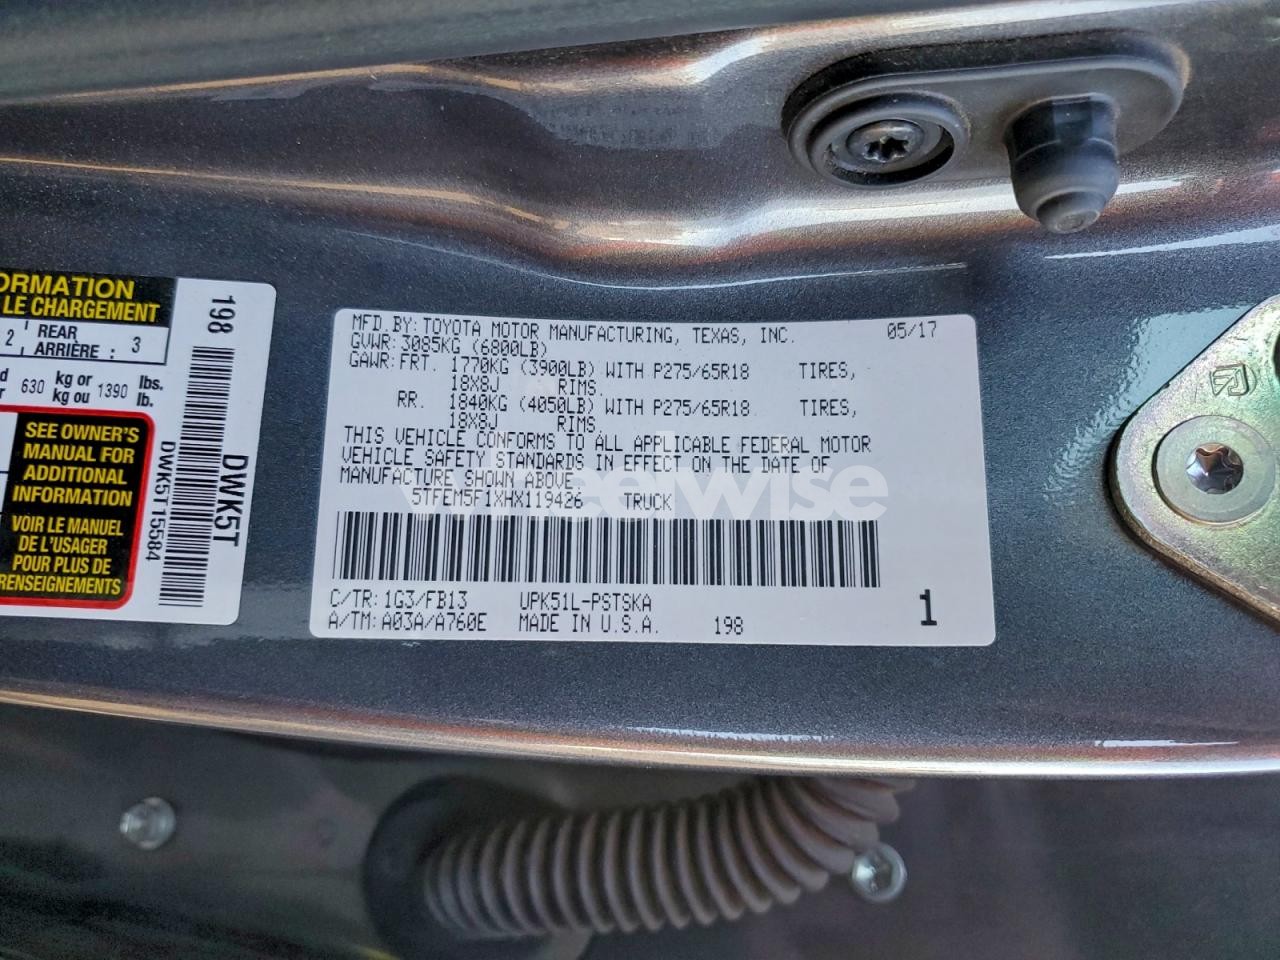 ORMATION
LE CHARGEMENT
2 REAR ARRIÈRE : 3
630 kg or kg ou 1390 lbs. lb.
SEE OWNER'S
MANUAL FOR
ADDITIONAL
INFORMATION
VOIR LE MANUEL
DE L'USAGER
POUR PLUS DE
RENSEIGNEMENTS
198
DWK5T
DWK5T15584
MFD.BY: TOYOTA MOTOR MANUFACTURING, TEXAS, INC. 05/17
GVWR: 3085KG (6800LB)
GAWR: FRT. 1770KG (3900LB) WITH P275/65R18 TIRES,
18X8J RIMS.
RR. 1840KG (4050LB) WITH P275/65R18 TIRES,
18X8J RIMS.
THIS VEHICLE CONFORMS TO ALL APPLICABLE FEDERAL MOTOR
VEHICLE SAFETY STANDARDS IN EFFECT ON THE DATE OF
MANUFACTURE SHOWN ABOVE.
5TFEM5F1XHX119426 TRUCK
C/TR: 1G3/FB13 UPK51L-PSTSKA
A/TM: A03A/A760E MADE IN U.S.A. 198
1
wheelwise